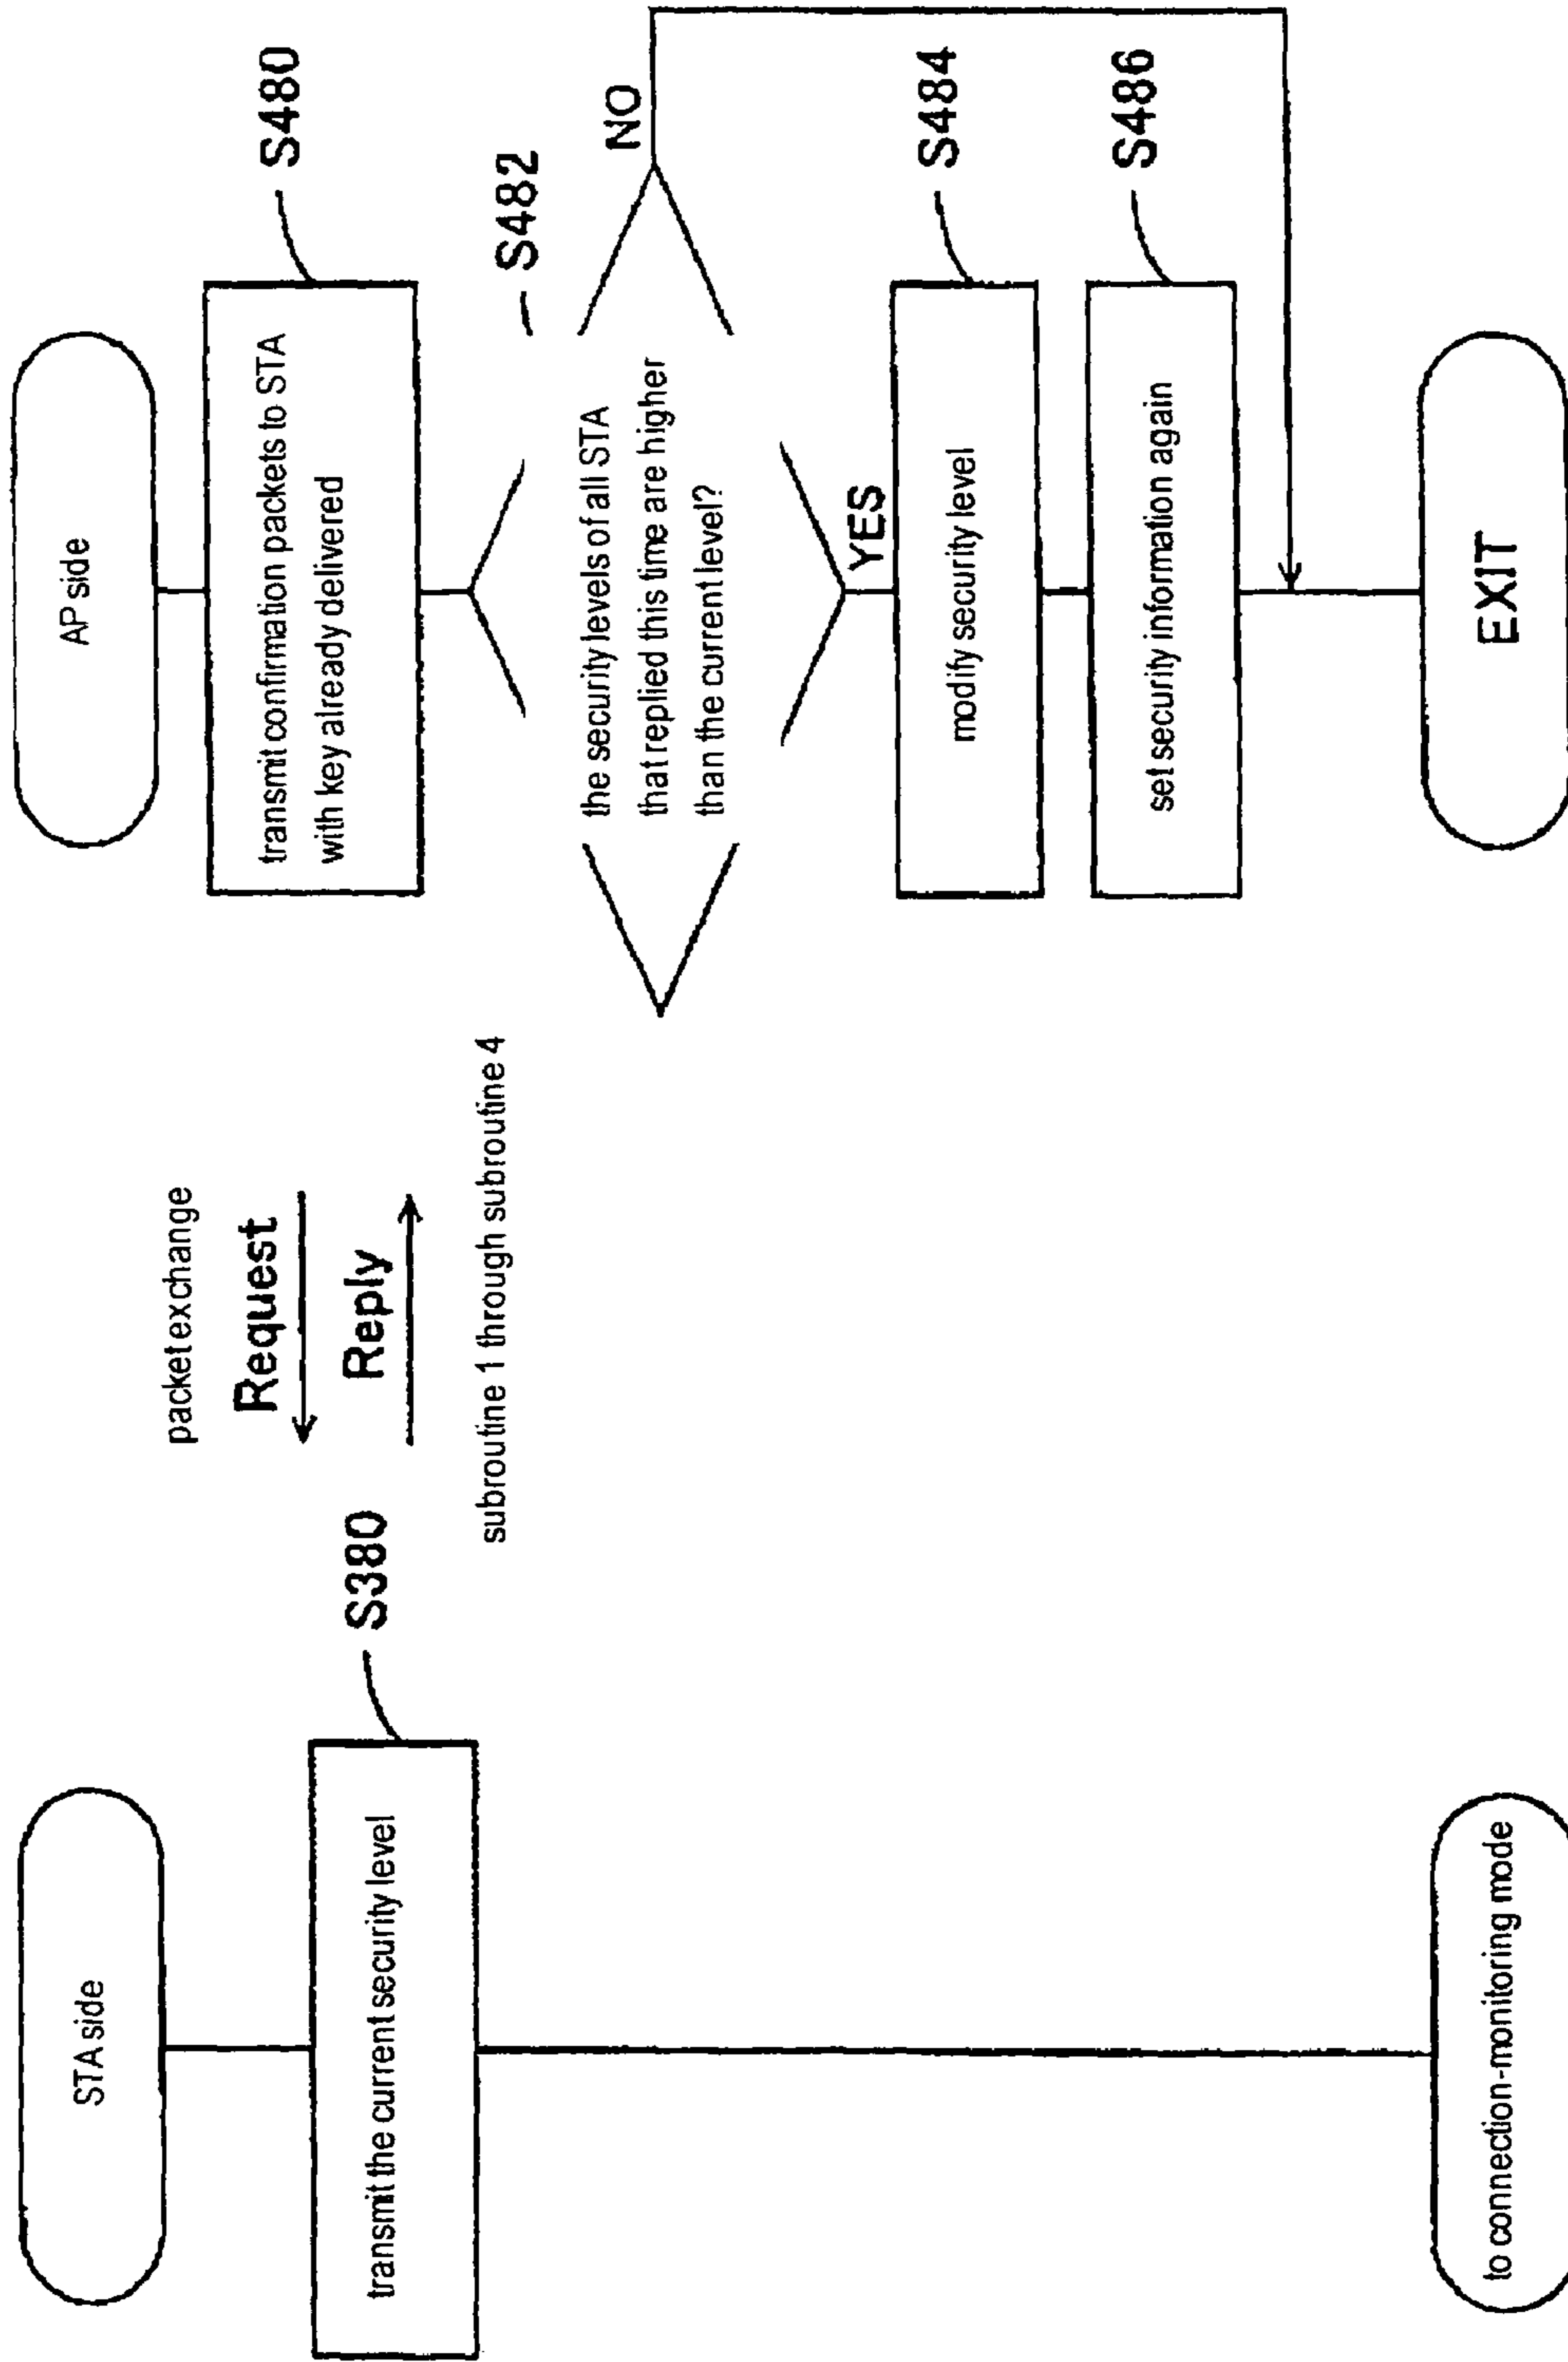 STA side
transmit the current security level
S380
to connection-monitoring mode
packet exchange
Request
Reply
subroutine 1 through subroutine 4
AP side
transmit confirmation packets to STA
with key already delivered
S480
the security levels of all STA
that replied this time are higher
than the current level?
S482
NO
YES
modify security level
S484
set security information again
S486
EXIT